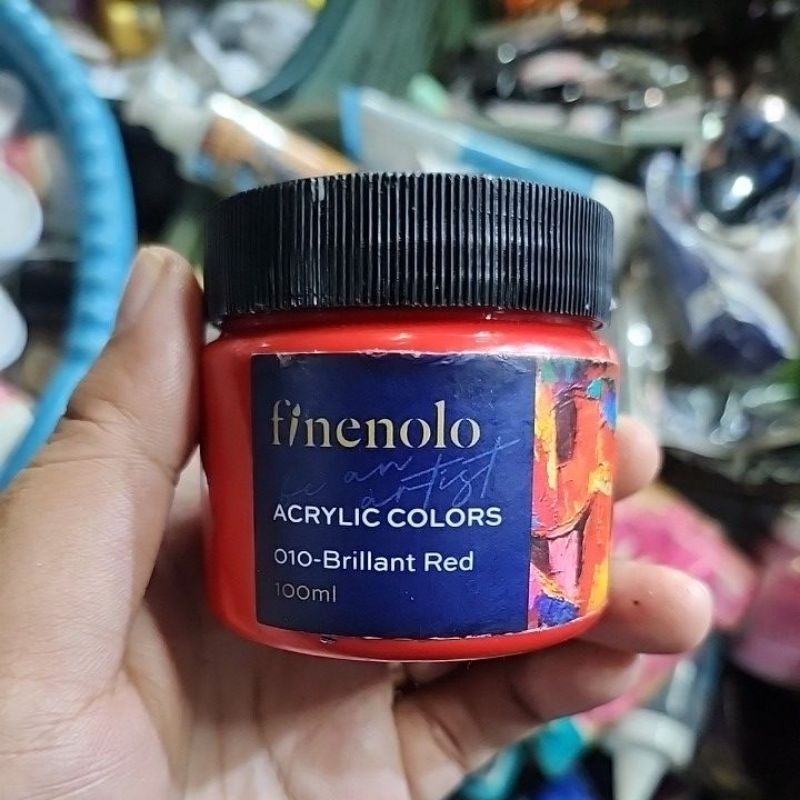 finenolo
be an
artist
ACRYLIC COLORS
010-Brillant Red
100ml